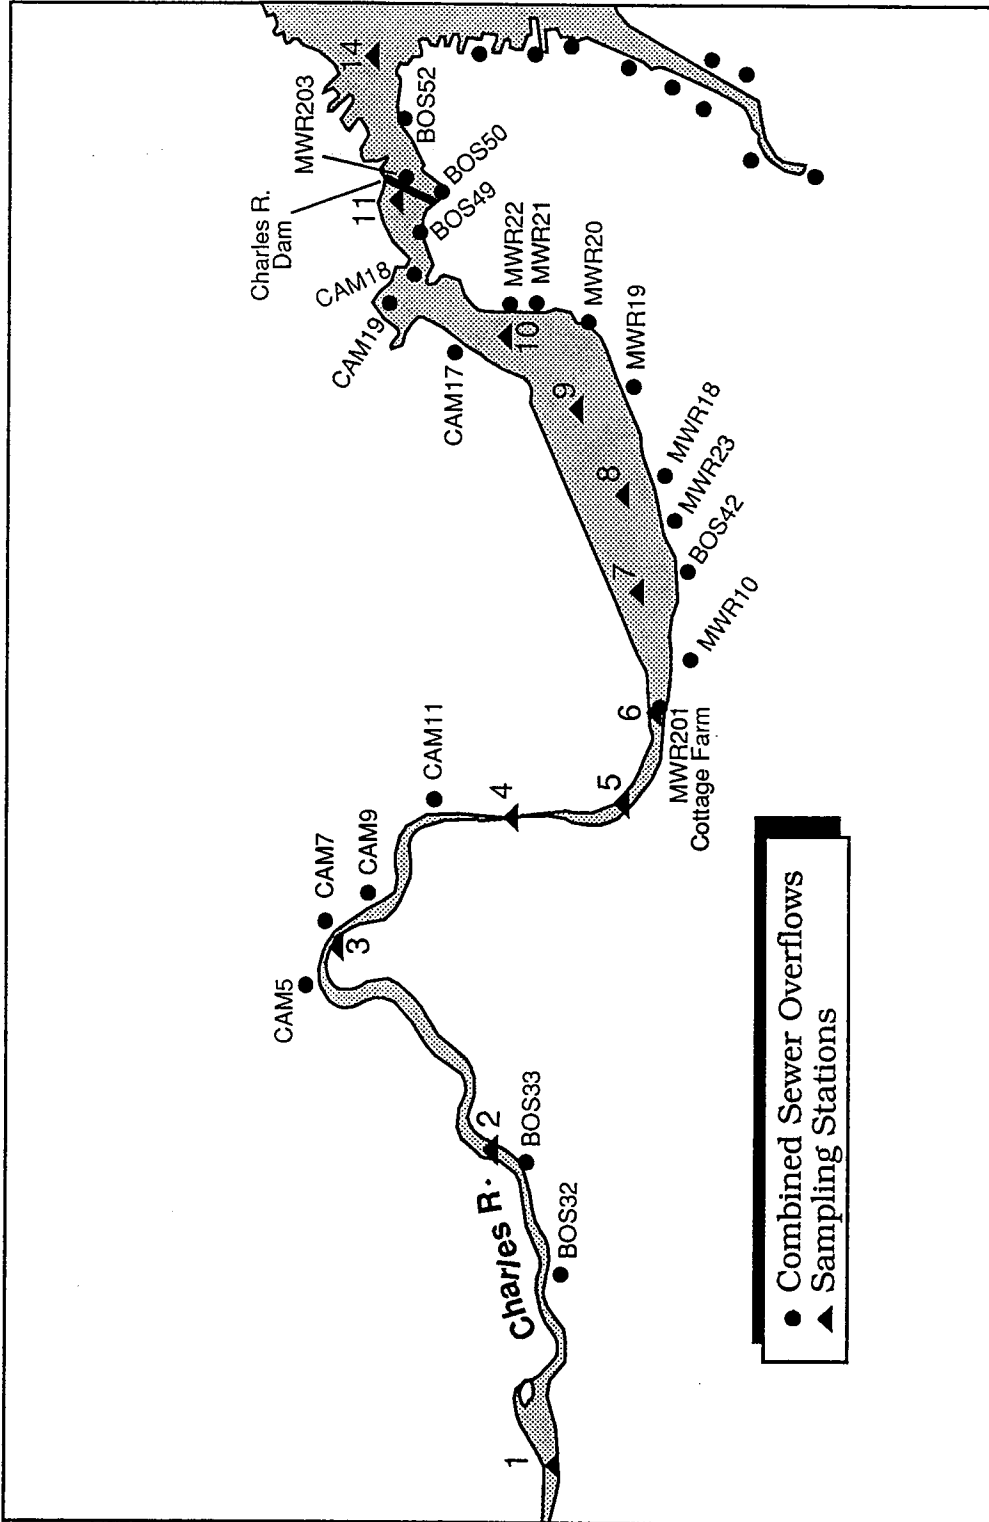 14
MWR203
BOS52
BOS50
Charles R.
Dam
11
BOS49
CAM18
CAM19
CAM17
10
MWR22
MWR21
MWR20
MWR19
9
8
MWR18
MWR23
BOS42
7
MWR10
6
MWR201
Cottage Farm
5
4
CAM11
CAM9
CAM7
3
CAM5
2
BOS33
BOS32
Charles R.
1
Combined Sewer Overflows
Sampling Stations